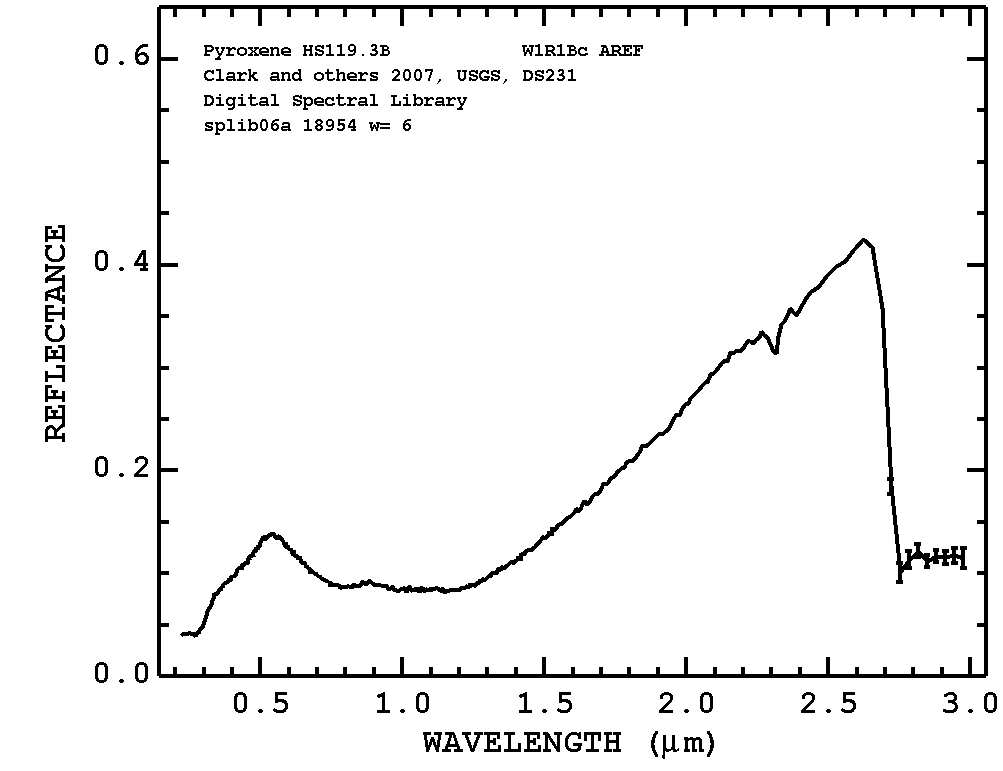 Pyroxene HS119.3B W1R1Bc AREF
Clark and others 2007, USGS, DS231
Digital Spectral Library
splib06a 18954 w= 6
REFLECTANCE
0.6
0.4
0.2
0.0
0.5 1.0 1.5 2.0 2.5 3.0
WAVELENGTH (μm)